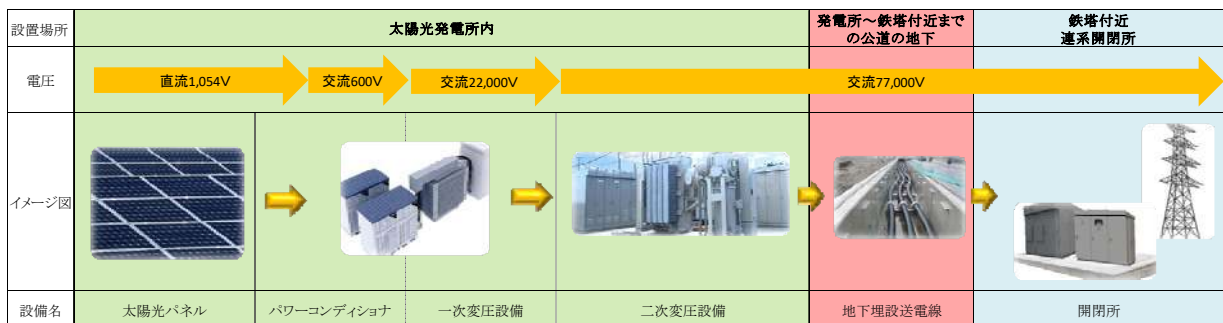 設置場所
太陽光発電所内
発電所～鉄塔付近まで
の公道の地下
鉄塔付近
連系開閉所
電圧
直流1,054V
交流600V
交流22,000V
交流77,000V
イメージ図
設備名
太陽光パネル
パワーコンディショナ
一次変圧設備
二次変圧設備
地下埋設送電線
開閉所